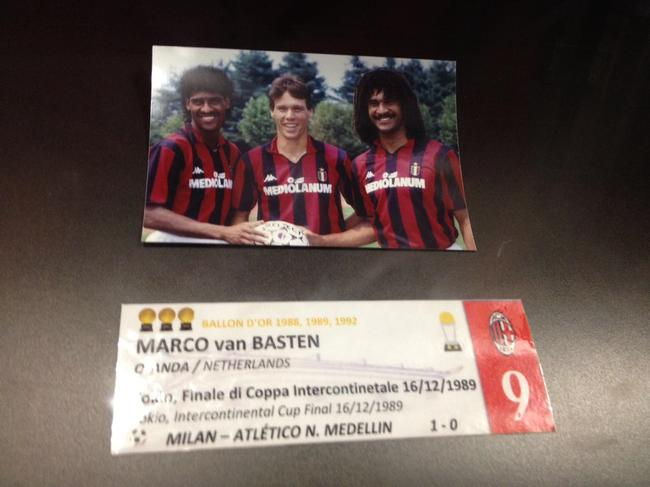 MEDIOLANUM MEDIOLANUM MEDIOLANUM
BALLON D'OR 1988, 1989, 1992
MARCO van BASTEN
NETHERLANDS
Finale di Coppa Intercontinetale 16/12/1989
Intercontinental Cup Final 16/12/1989
MILAN – ATLÉTICO N. MEDELLIN 1 - 0
9